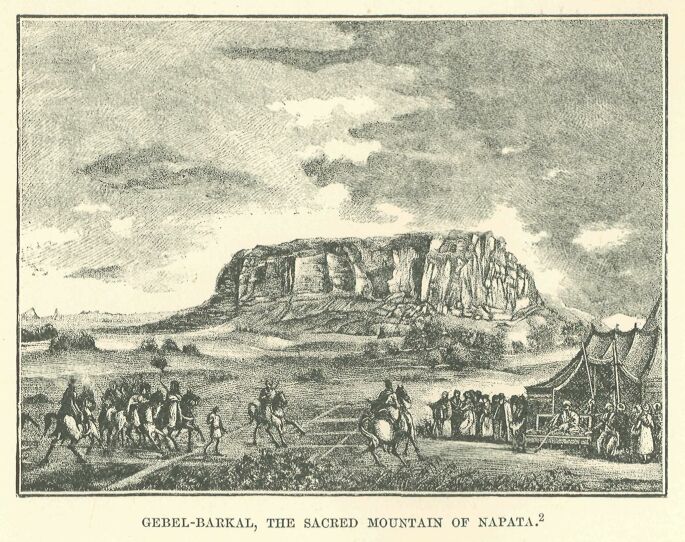 GEBEL-BARKAL, THE SACRED MOUNTAIN OF NAPATA.²